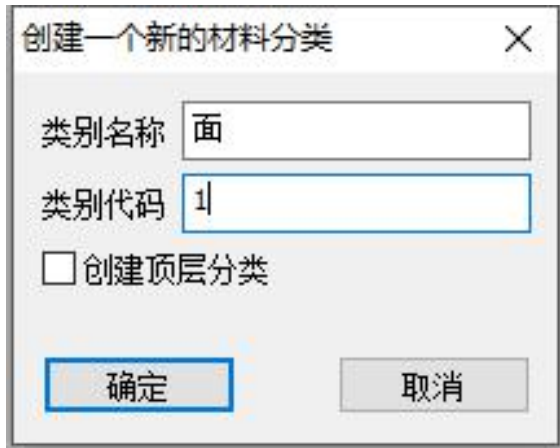 创建一个新的材料分类
类别名称 面
类别代码 1
创建顶层分类
确定 取消